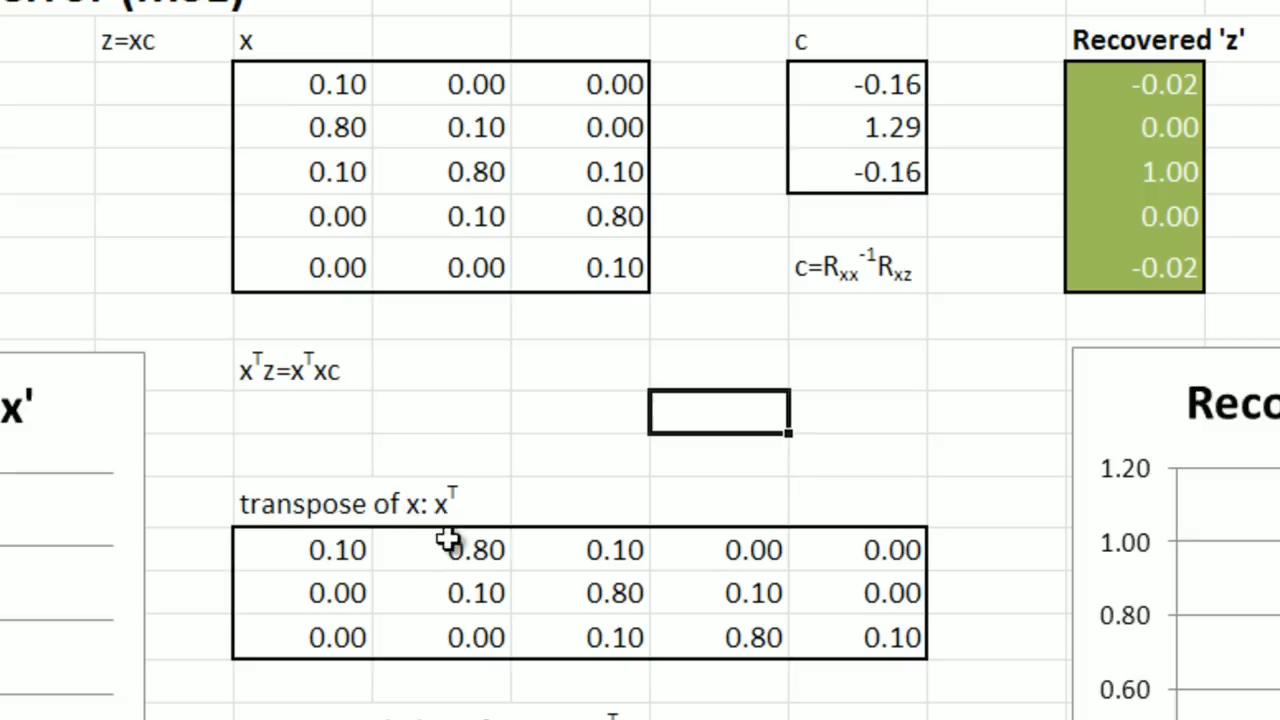 z=xc x c Recovered 'z'
0.10 0.00 0.00 -0.16 -0.02
0.80 0.10 0.00 1.29 0.00
0.10 0.80 0.10 -0.16 1.00
0.00 0.10 0.80 0.00
0.00 0.00 0.10 c=Rxx⁻¹Rxz -0.02
xᵀz=xᵀxc
x' Reco
1.20
transpose of x: xᵀ
0.10 0.80 0.10 0.00 0.00 1.00
0.00 0.10 0.80 0.10 0.00 0.80
0.00 0.00 0.10 0.80 0.10
0.60